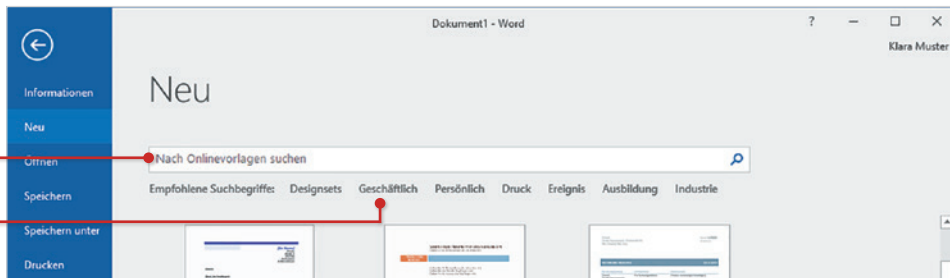 Dokument1 - Word
?
Klara Muster
Informationen
Neu
Öffnen
Speichern
Speichern unter
Drucken
Neu
Nach Onlinevorlagen suchen
Empfohlene Suchbegriffe: Designsets Geschäftlich Persönlich Druck Ereignis Ausbildung Industrie